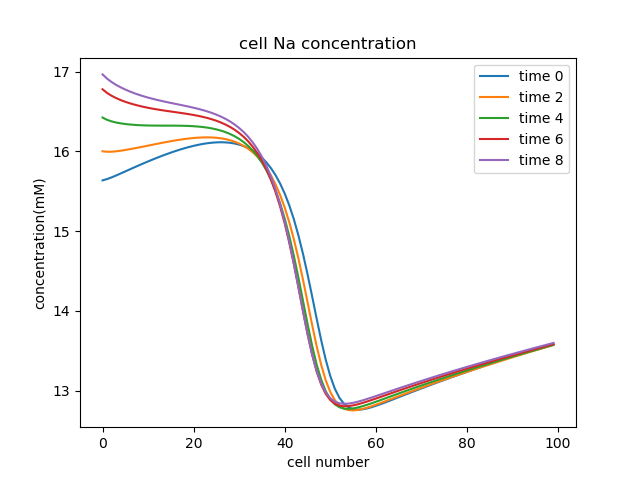 cell Na concentration
17
16
15
14
13
concentration(mM)
time 0
time 2
time 4
time 6
time 8
0
20
40
60
80
100
cell number